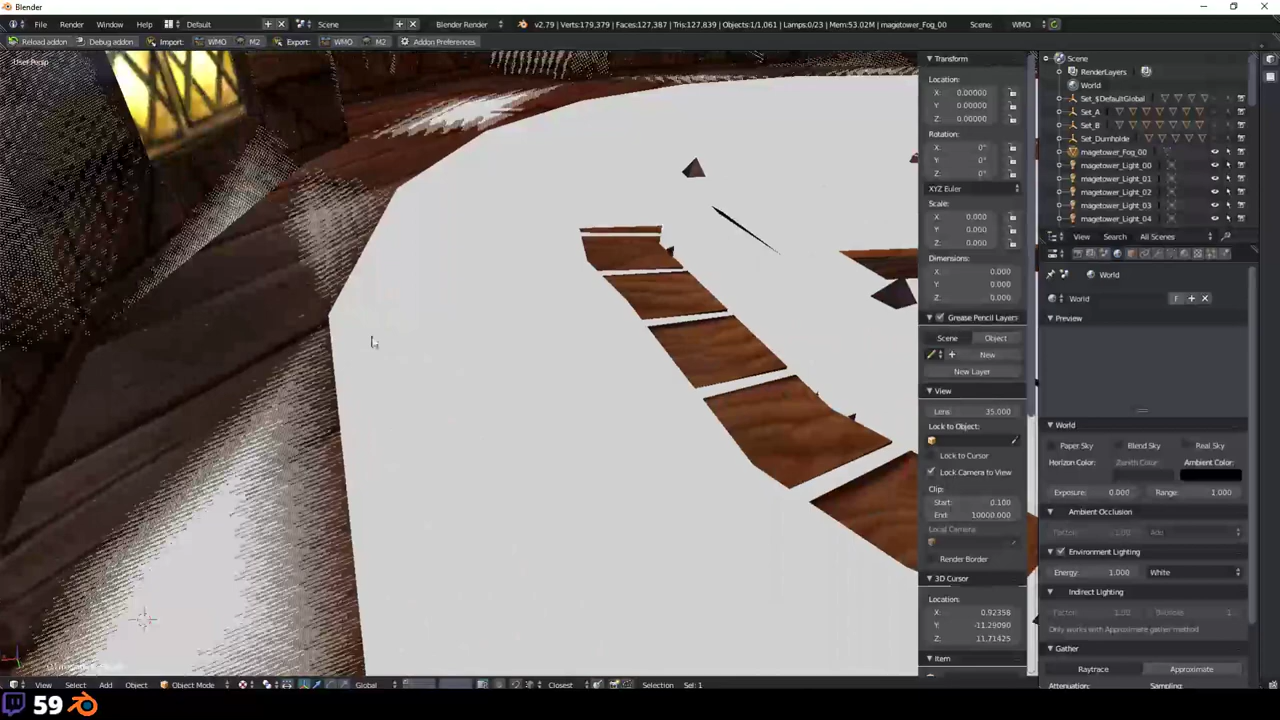 Blender
File Render Window Help Default Scene Blender Render v2.79 | Verts:179,379 | Faces:127,387 | Tris:127,839 | Objects:1/1,061 | Lamps:0/23 | Mem:53.02M | magetower_Fog_00 Scene: WMO
Reload addon Debug addon Import: WMO M2 Export: WMO M2 Addon Preferences
User Persp
Transform
Location:
X: 0.00000
Y: 0.00000
Z: 0.00000
Rotation:
X: 0°
Y: 0°
Z: 0°
XYZ Euler
Scale:
X: 0.000
Y: 0.000
Z: 0.000
Dimensions:
X: 0.000
Y: 0.000
Z: 0.000
Grease Pencil Layers
Scene Object
New
New Layer
View
Lens: 35.000
Lock to Object:
Lock to Cursor
Lock Camera to View
Clip:
Start: 0.100
End: 10000.000
Local Camera:
Render Border
3D Cursor
Location:
X: 0.92358
Y: -11.29090
Z: 11.71425
Item
Scene
RenderLayers
World
Set_$DefaultGlobal
Set_A
Set_B
Set_Durnholde
magetower_Fog_00
magetower_Light_00
magetower_Light_01
magetower_Light_02
magetower_Light_03
magetower_Light_04
View Search All Scenes
World
World F
Preview
World
Paper Sky Blend Sky Real Sky
Horizon Color: Zenith Color: Ambient Color:
Exposure: 0.000 Range: 1.000
Ambient Occlusion
Factor: 1.00 Add
Environment Lighting
Energy: 1.000 White
Indirect Lighting
Factor: 1.00 Bounces: 1
Only works with Approximate gather method
Gather
Raytrace Approximate
Attenuation: Sampling:
View Select Add Object Object Mode Global Closest Selection Sel: 1
59